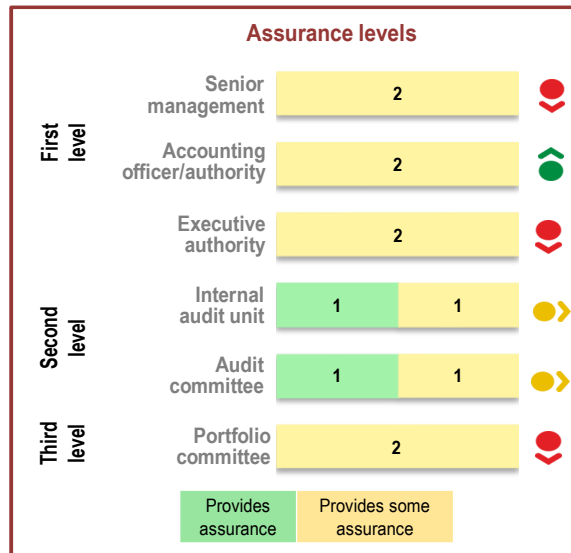 Assurance levels
First
level
Senior
management
2
Accounting
officer/authority
2
Executive
authority
2
Second
level
Internal
audit unit
1
1
Audit
committee
1
1
Third
level
Portfolio
committee
2
Provides
assurance
Provides some
assurance